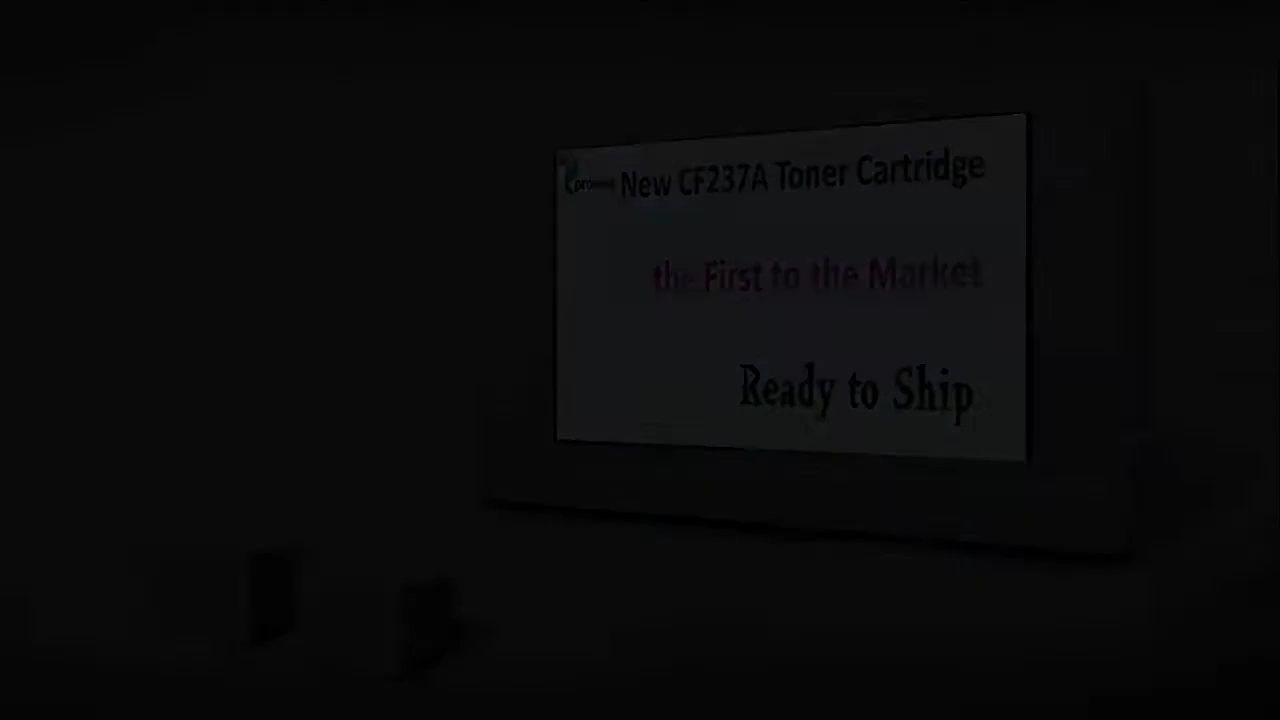 New CF237A Toner Cartridge
the First to the Market
Ready to Ship